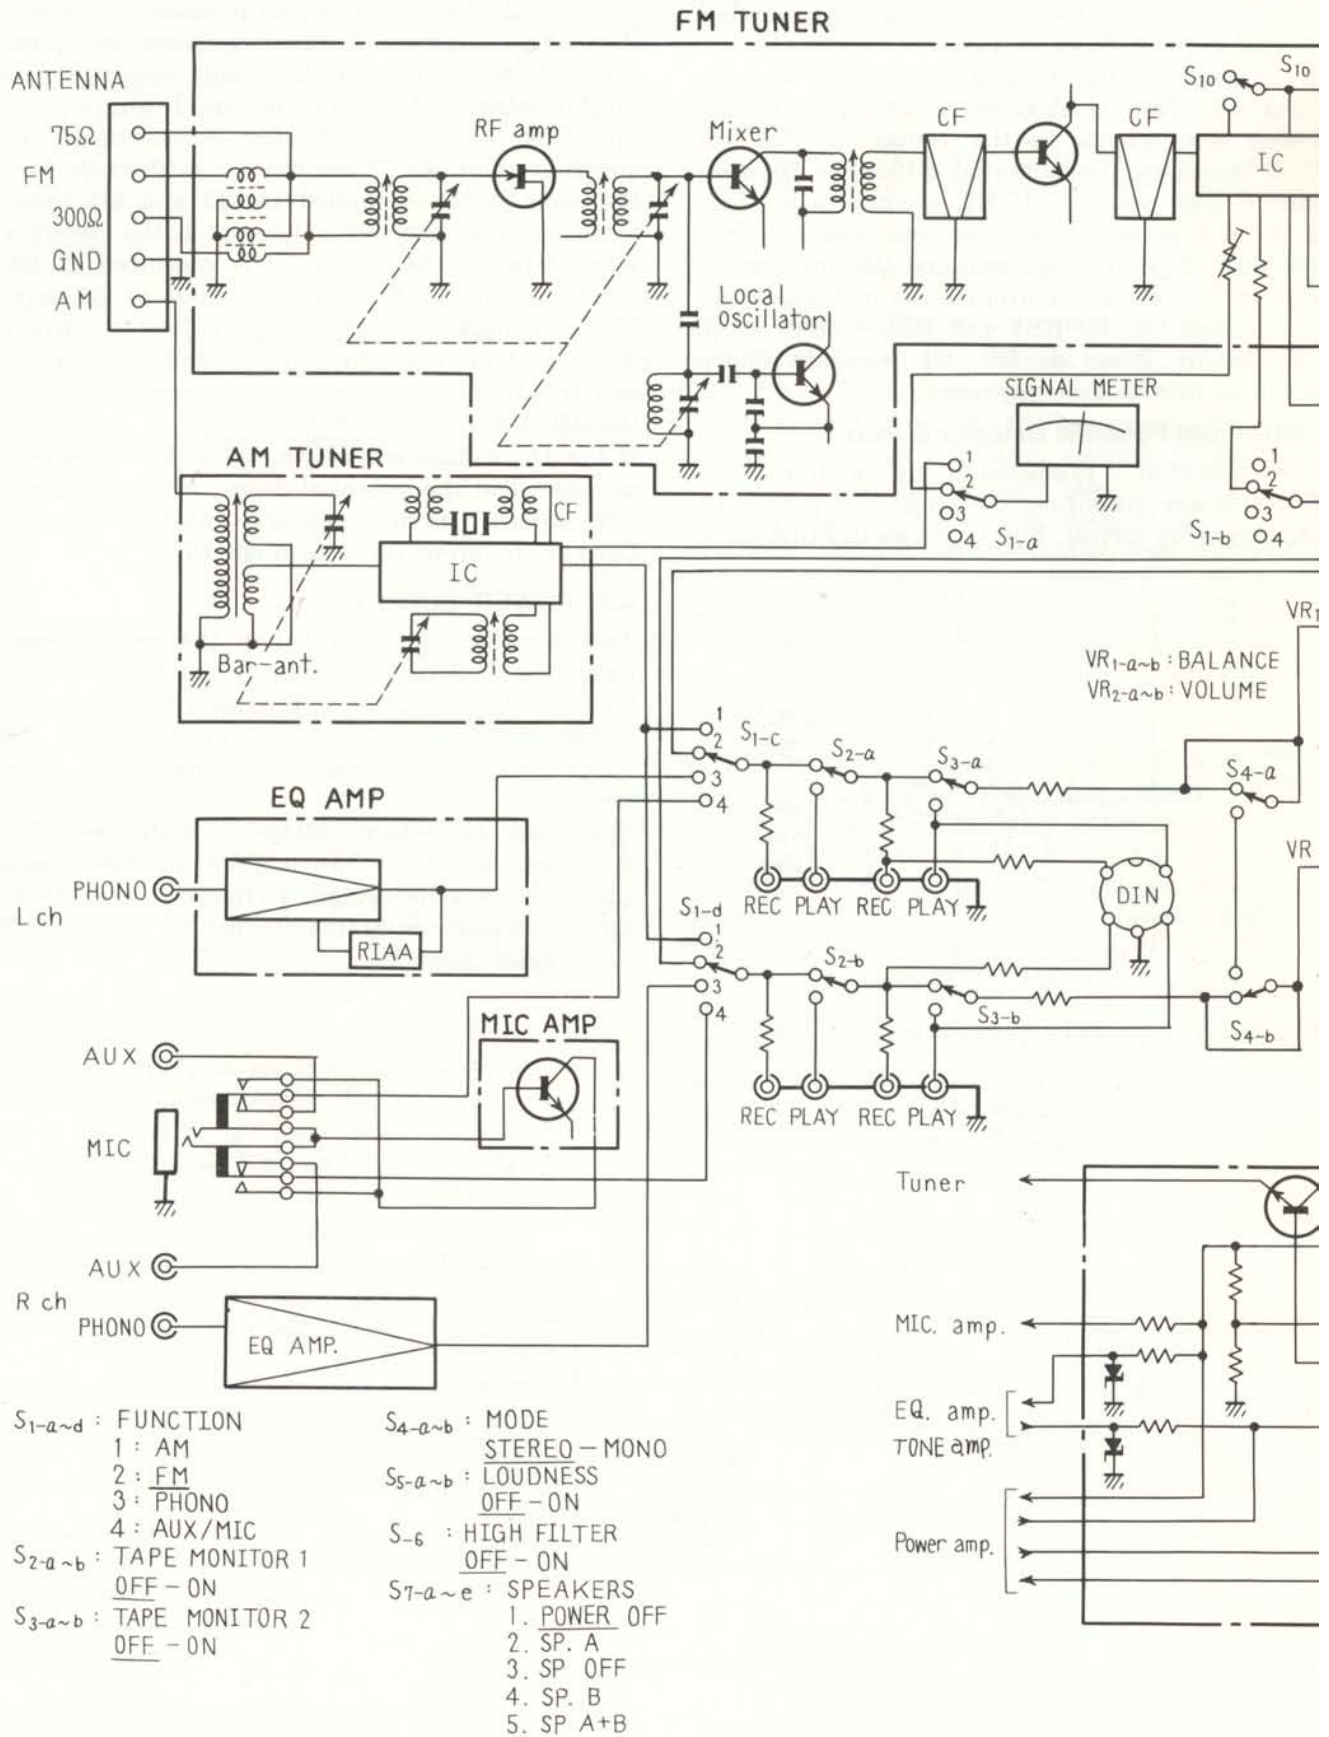 FM TUNER
ANTENNA
75Ω
FM
300Ω
GND
AM
RF amp
Mixer
CF
CF
S10
S10
IC
Local
oscillator
SIGNAL METER
1
2
3
4
S1-a
1
2
3
4
S1-b
AM TUNER
CF
IC
Bar-ant.
VR1
VR1-a~b : BALANCE
VR2-a~b : VOLUME
1
2
3
4
S1-c
S2-a
S3-a
S4-a
EQ AMP
PHONO
L ch
RIAA
REC PLAY REC PLAY
DIN
VR
S1-d
1
2
3
4
S2-b
S3-b
S4-b
REC PLAY REC PLAY
MIC AMP
AUX
MIC
AUX
R ch
PHONO
EQ AMP.
Tuner
MIC. amp.
EQ. amp.
TONE amp.
Power amp.
S1-a~d : FUNCTION
1 : AM
2 : FM
3 : PHONO
4 : AUX/MIC
S2-a~b : TAPE MONITOR 1
OFF - ON
S3-a~b : TAPE MONITOR 2
OFF - ON
S4-a~b : MODE
STEREO - MONO
S5-a~b : LOUDNESS
OFF - ON
S-6 : HIGH FILTER
OFF - ON
S7-a~e : SPEAKERS
1. POWER OFF
2. SP. A
3. SP OFF
4. SP. B
5. SP A+B